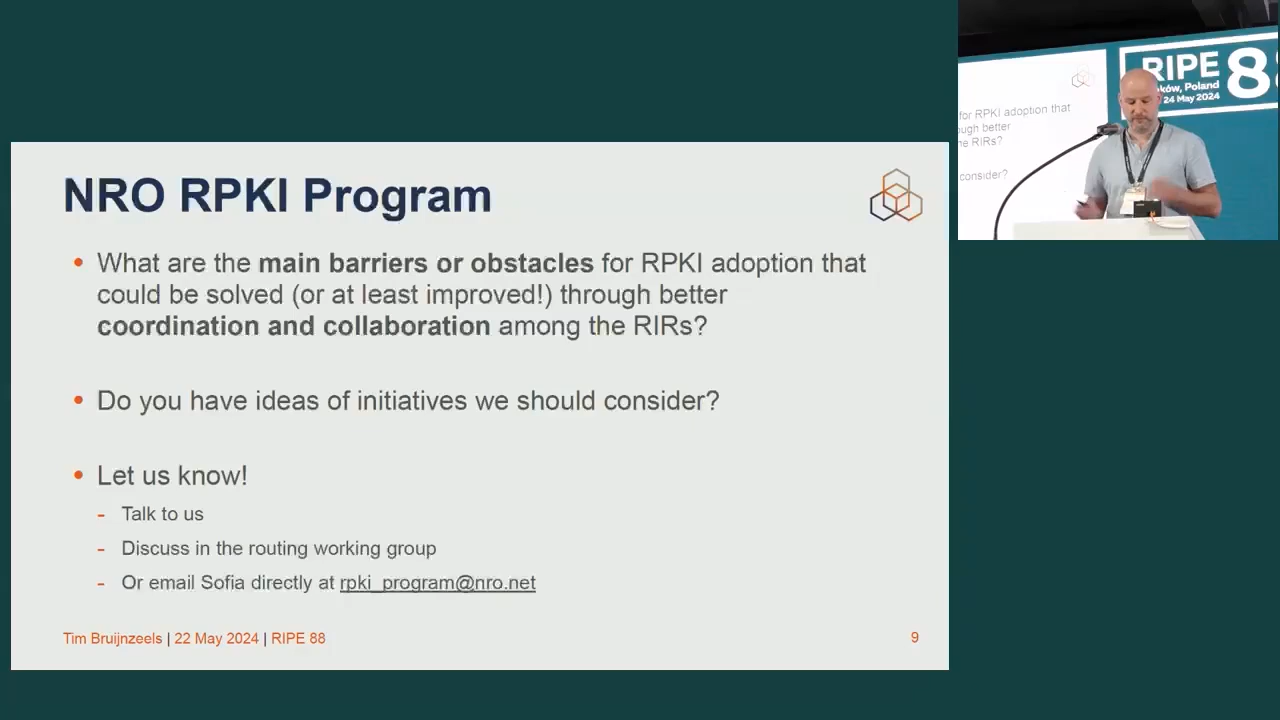 NRO RPKI Program
• What are the main barriers or obstacles for RPKI adoption that
could be solved (or at least improved!) through better
coordination and collaboration among the RIRs?
• Do you have ideas of initiatives we should consider?
• Let us know!
- Talk to us
- Discuss in the routing working group
- Or email Sofia directly at rpki_program@nro.net
Tim Bruijnzeels | 22 May 2024 | RIPE 88
9
for RPKI adoption that
better
RIRs?
consider?
RIPE
Poland
24 May 2024
8